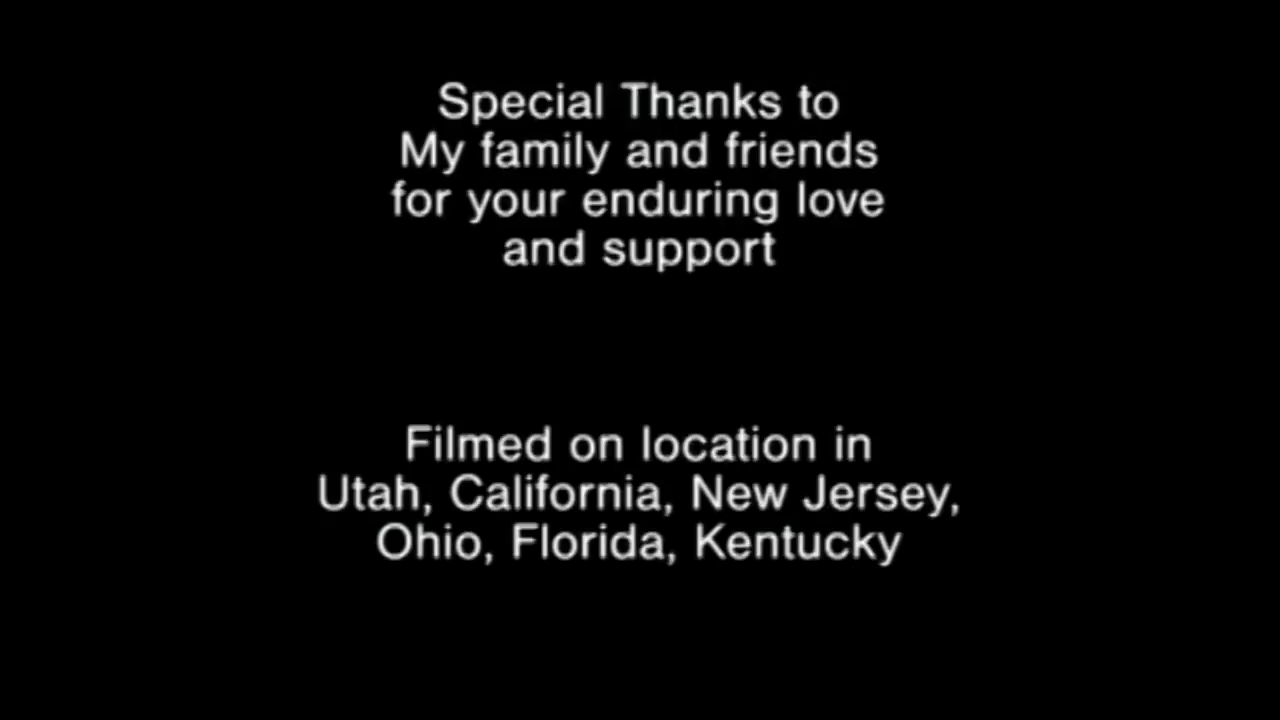 Special Thanks to
My family and friends
for your enduring love
and support
Filmed on location in
Utah, California, New Jersey,
Ohio, Florida, Kentucky